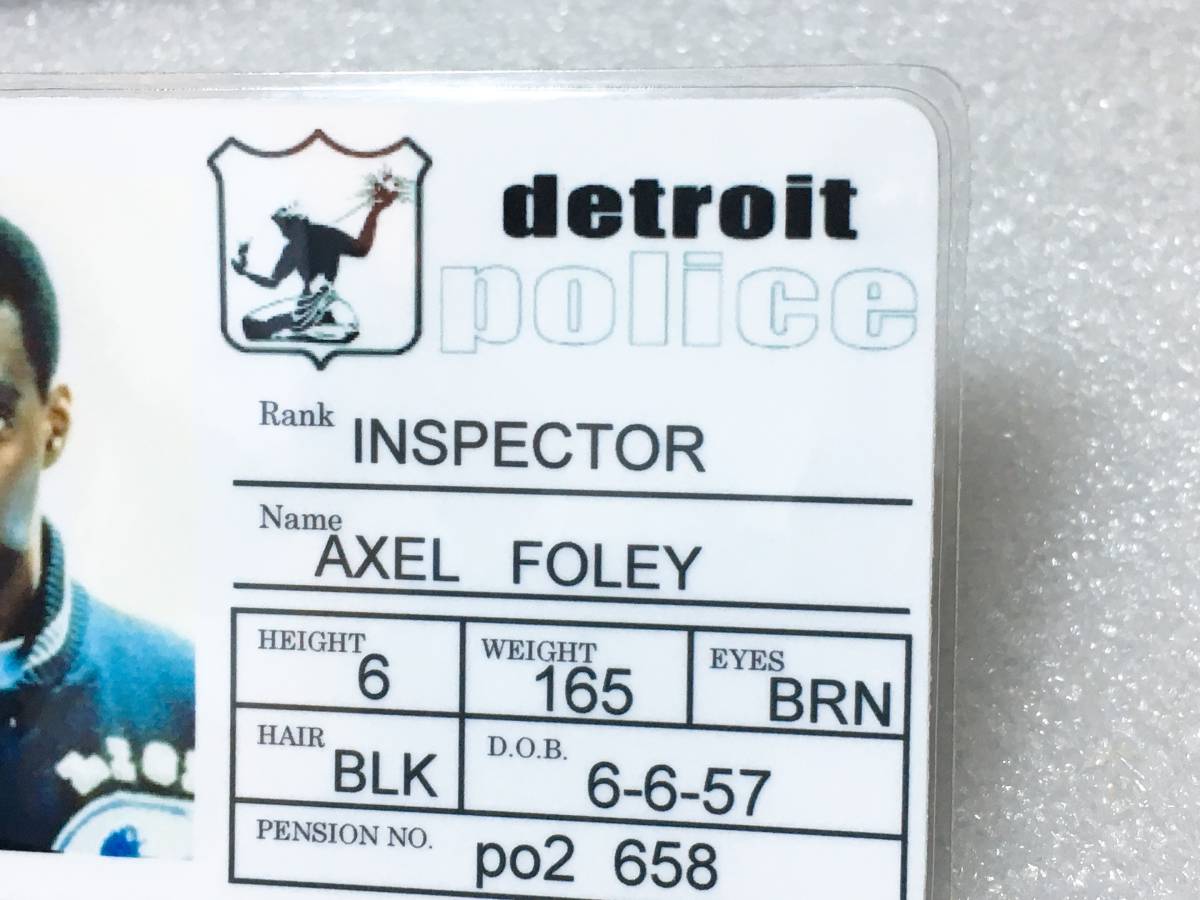 detroit
police
Rank INSPECTOR
Name AXEL FOLEY
HEIGHT 6 WEIGHT 165 EYES BRN
HAIR BLK D.O.B. 6-6-57
PENSION NO. po2 658